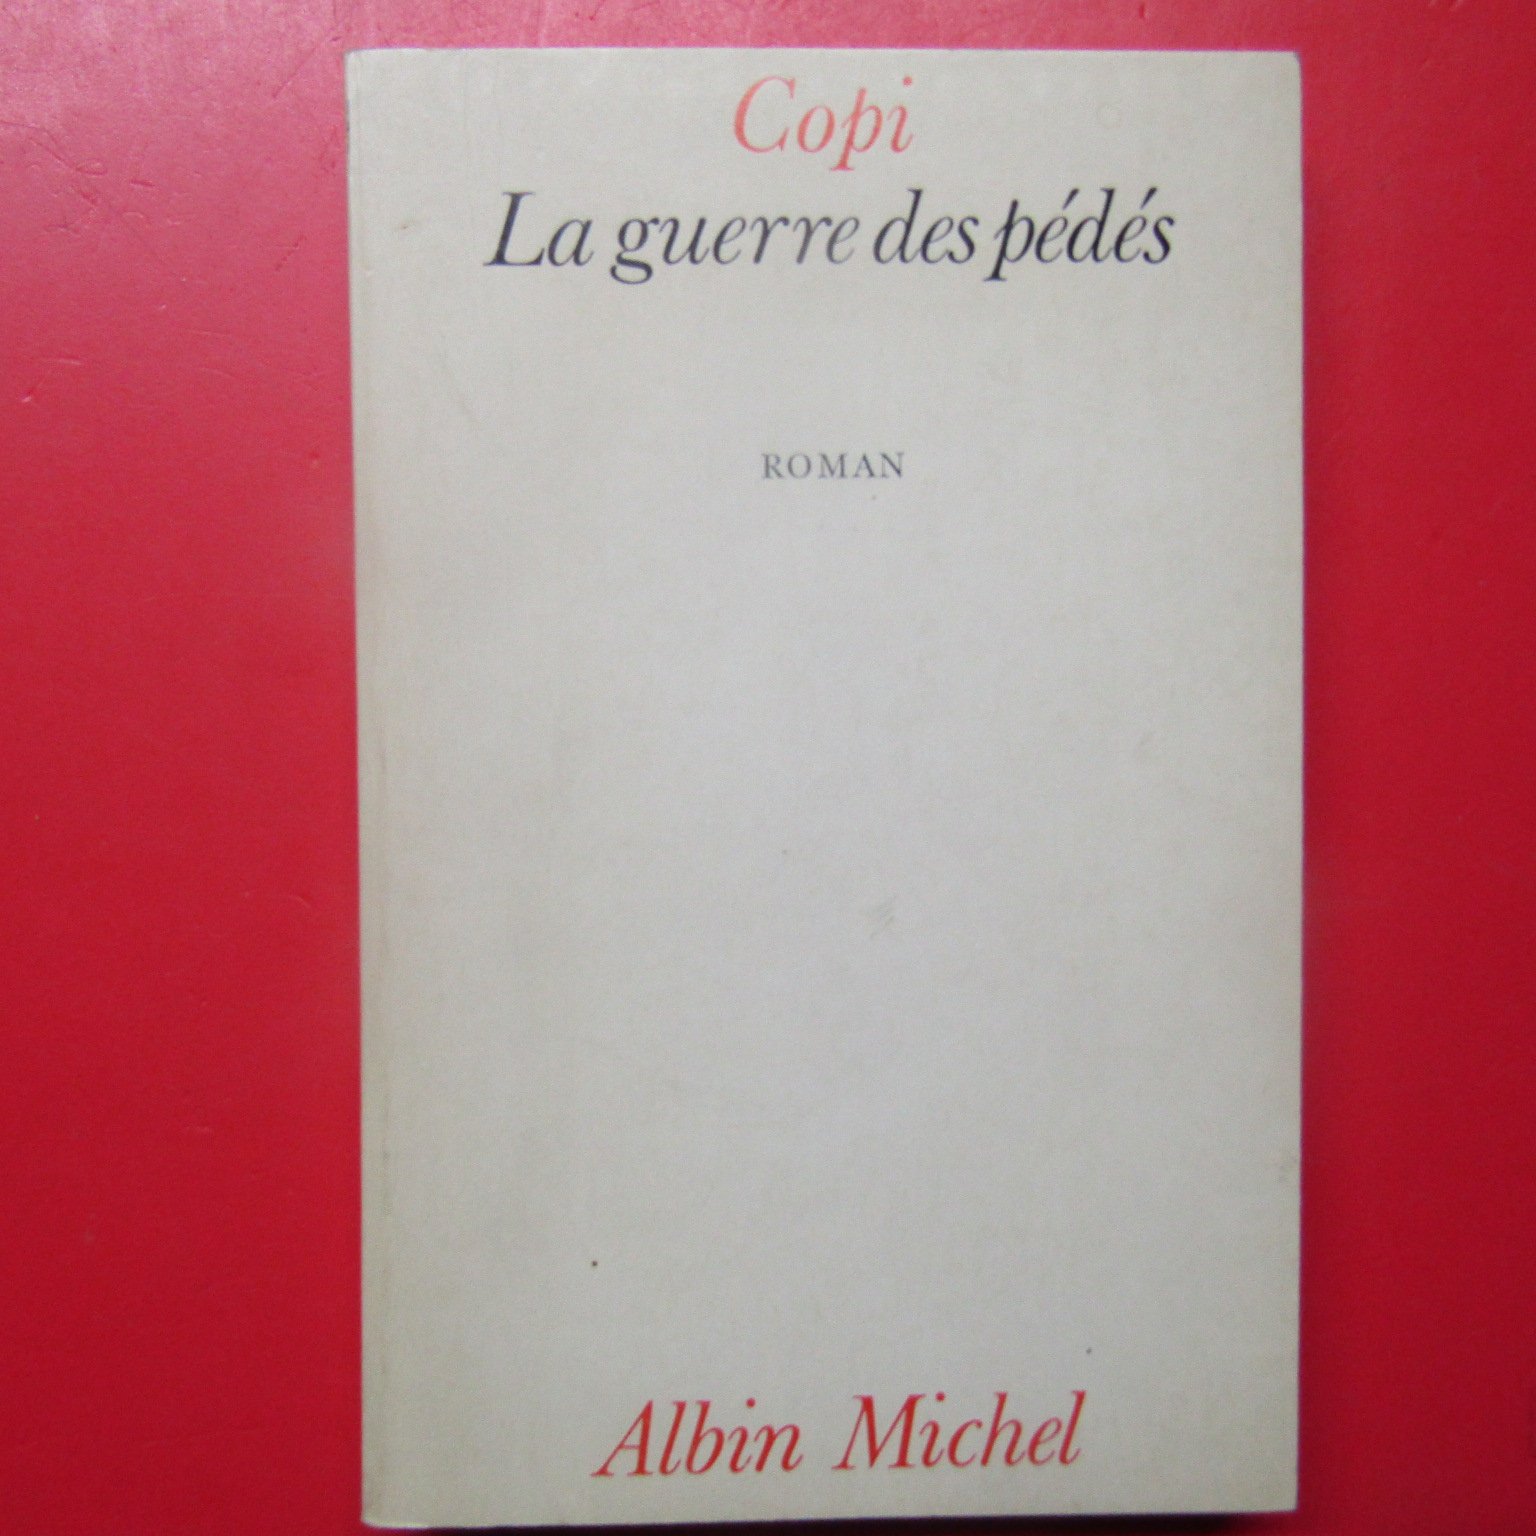 Copi
La guerre des pédés
ROMAN
Albin Michel